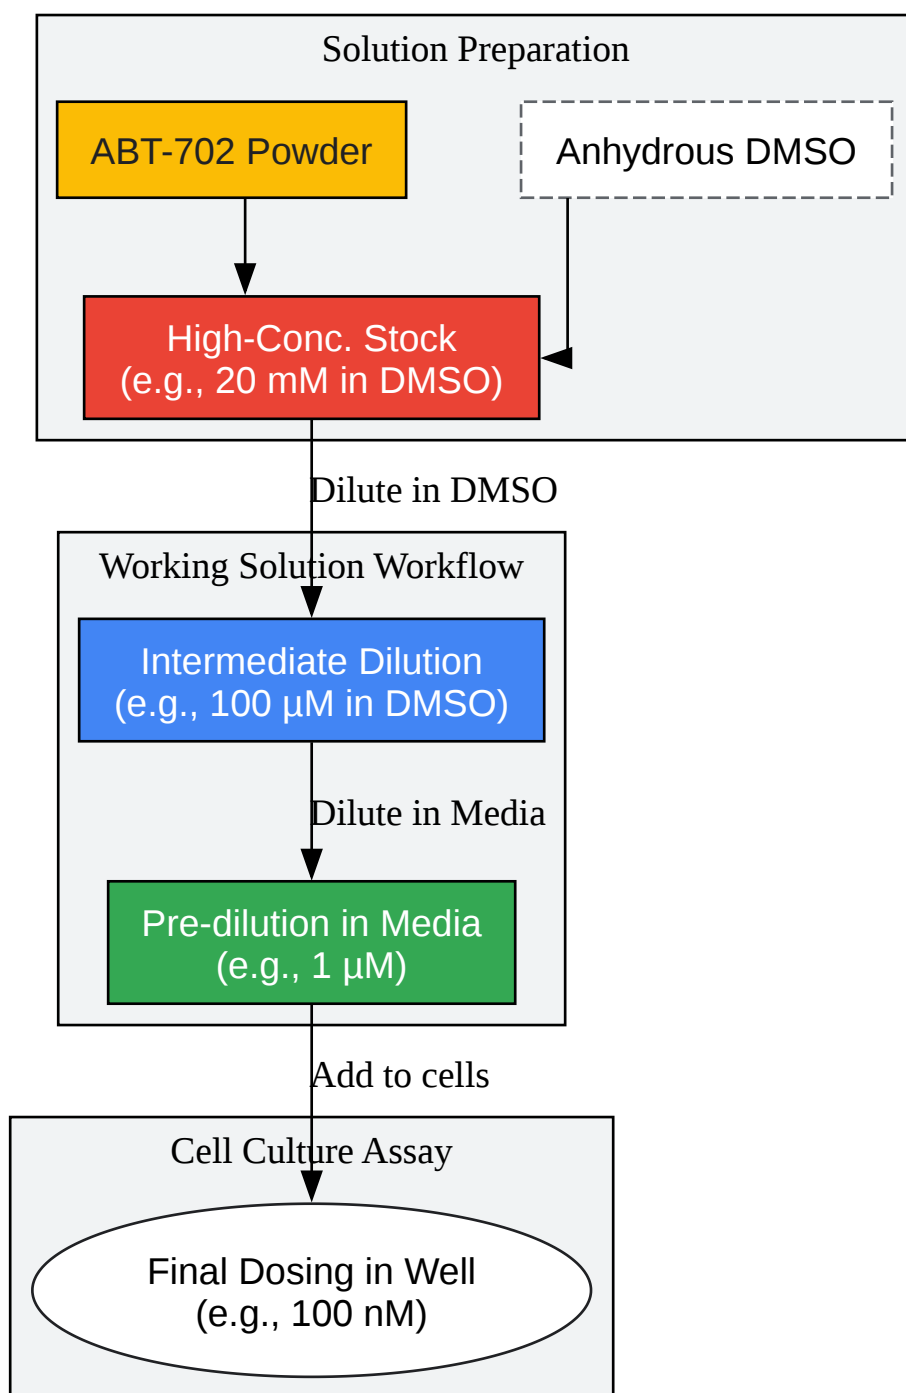 Solution Preparation
ABT-702 Powder
Anhydrous DMSO
High-Conc. Stock
(e.g., 20 mM in DMSO)
Dilute in DMSO
Working Solution Workflow
Intermediate Dilution
(e.g., 100 µM in DMSO)
Dilute in Media
Pre-dilution in Media
(e.g., 1 µM)
Add to cells
Cell Culture Assay
Final Dosing in Well
(e.g., 100 nM)